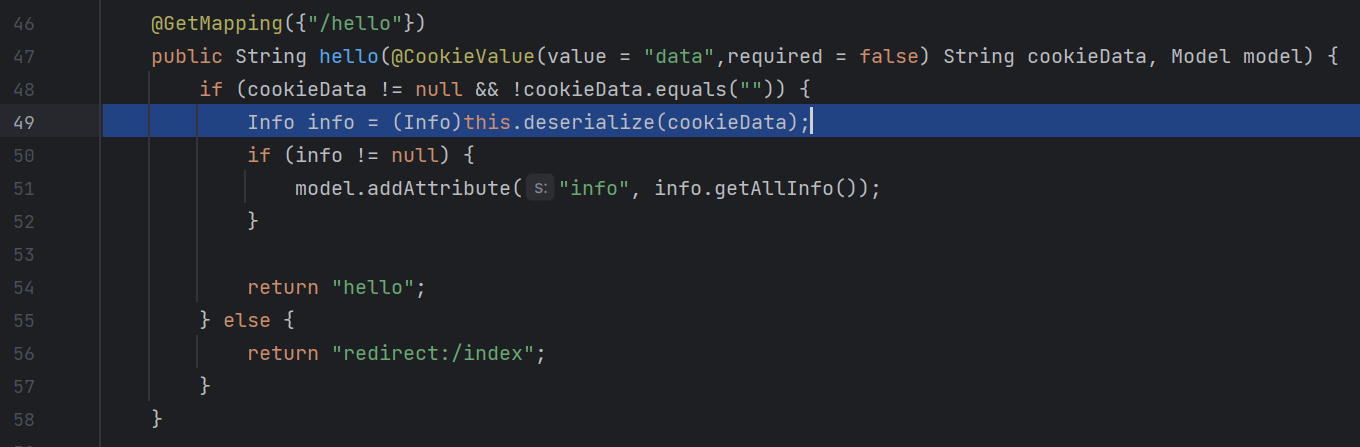 46 @GetMapping({"/hello"})
47 public String hello(@CookieValue(value = "data",required = false) String cookieData, Model model) {
48 if (cookieData != null && !cookieData.equals("")) {
49 Info info = (Info)this.deserialize(cookieData);
50 if (info != null) {
51 model.addAttribute( s: "info", info.getAllInfo());
52 }
53
54 return "hello";
55 } else {
56 return "redirect:/index";
57 }
58 }